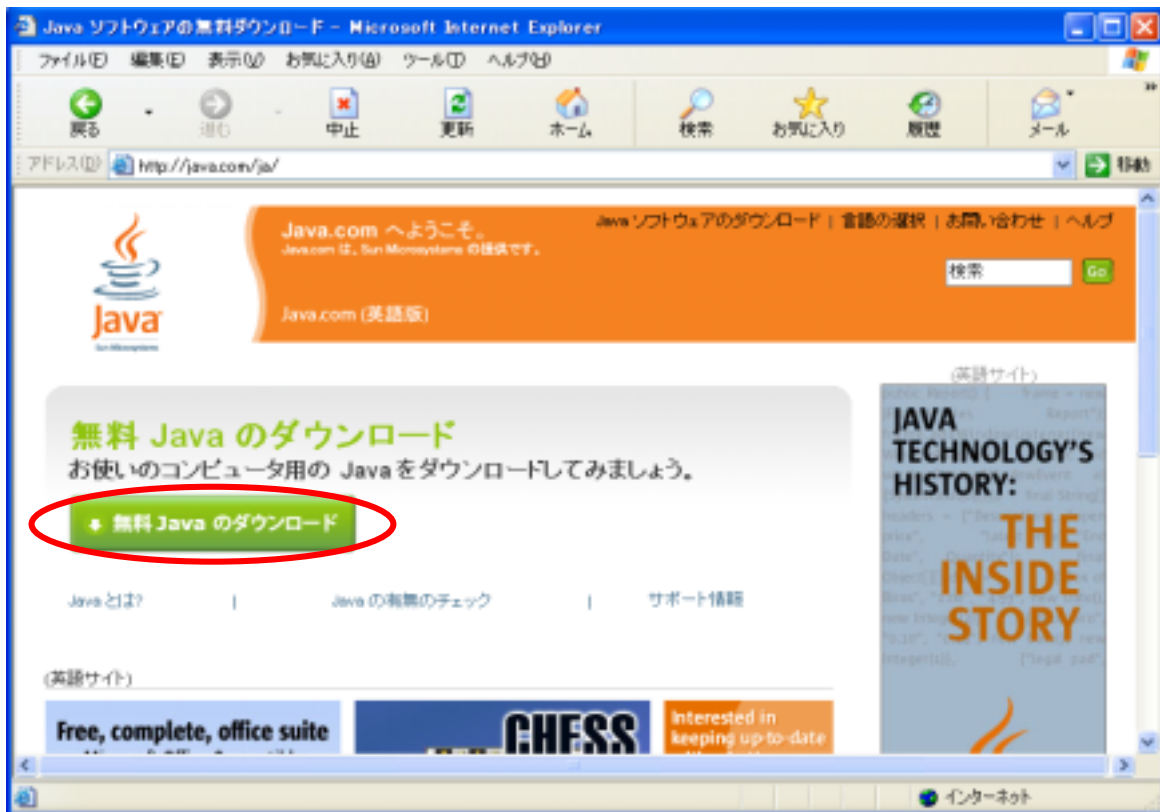 Java ソフトウェアの無料ダウンロード - Microsoft Internet Explorer
ファイル(F) 編集(E) 表示(V) お気に入り(A) ツール(T) ヘルプ(H)
戻る 進む 中止 更新 ホーム 検索 お気に入り 履歴 メール
アドレス(D) http://java.com/ja/ 移動
Java.com へようこそ。
Java ソフトウェアのダウンロード | 言語の選択 | お問い合わせ | ヘルプ
Java.com は、Sun Microsystems の提供です。
検索 Go
Java.com (英語版)
Java
Sun Microsystems
(英語サイト)
無料 Java のダウンロード
お使いのコンピュータ用の Java をダウンロードしてみましょう。
無料 Java のダウンロード
Java とは? | Java の有無のチェック | サポート情報
JAVA
TECHNOLOGY'S
HISTORY:
THE
INSIDE
STORY
(英語サイト)
Free, complete, office suite
CHESS
Interested in
keeping up-to-date
インターネット